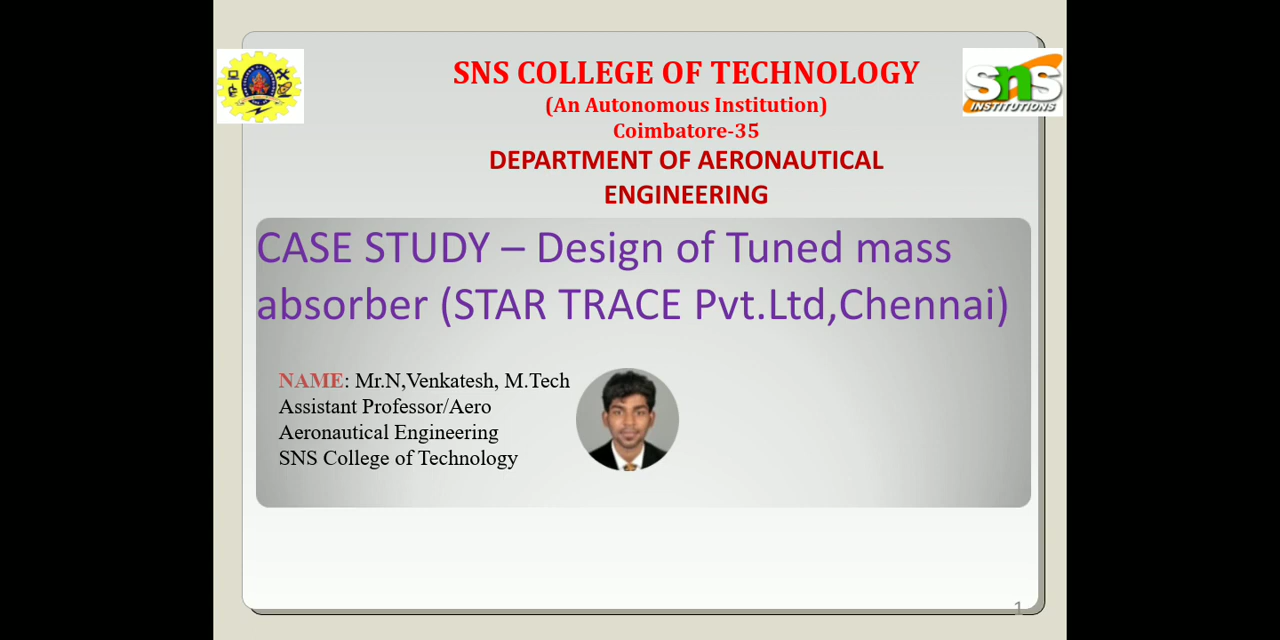 SNS COLLEGE OF TECHNOLOGY
(An Autonomous Institution)
Coimbatore-35
DEPARTMENT OF AERONAUTICAL
ENGINEERING
sns
INSTITUTIONS
CASE STUDY – Design of Tuned mass
absorber (STAR TRACE Pvt.Ltd,Chennai)
NAME: Mr.N,Venkatesh, M.Tech
Assistant Professor/Aero
Aeronautical Engineering
SNS College of Technology
1